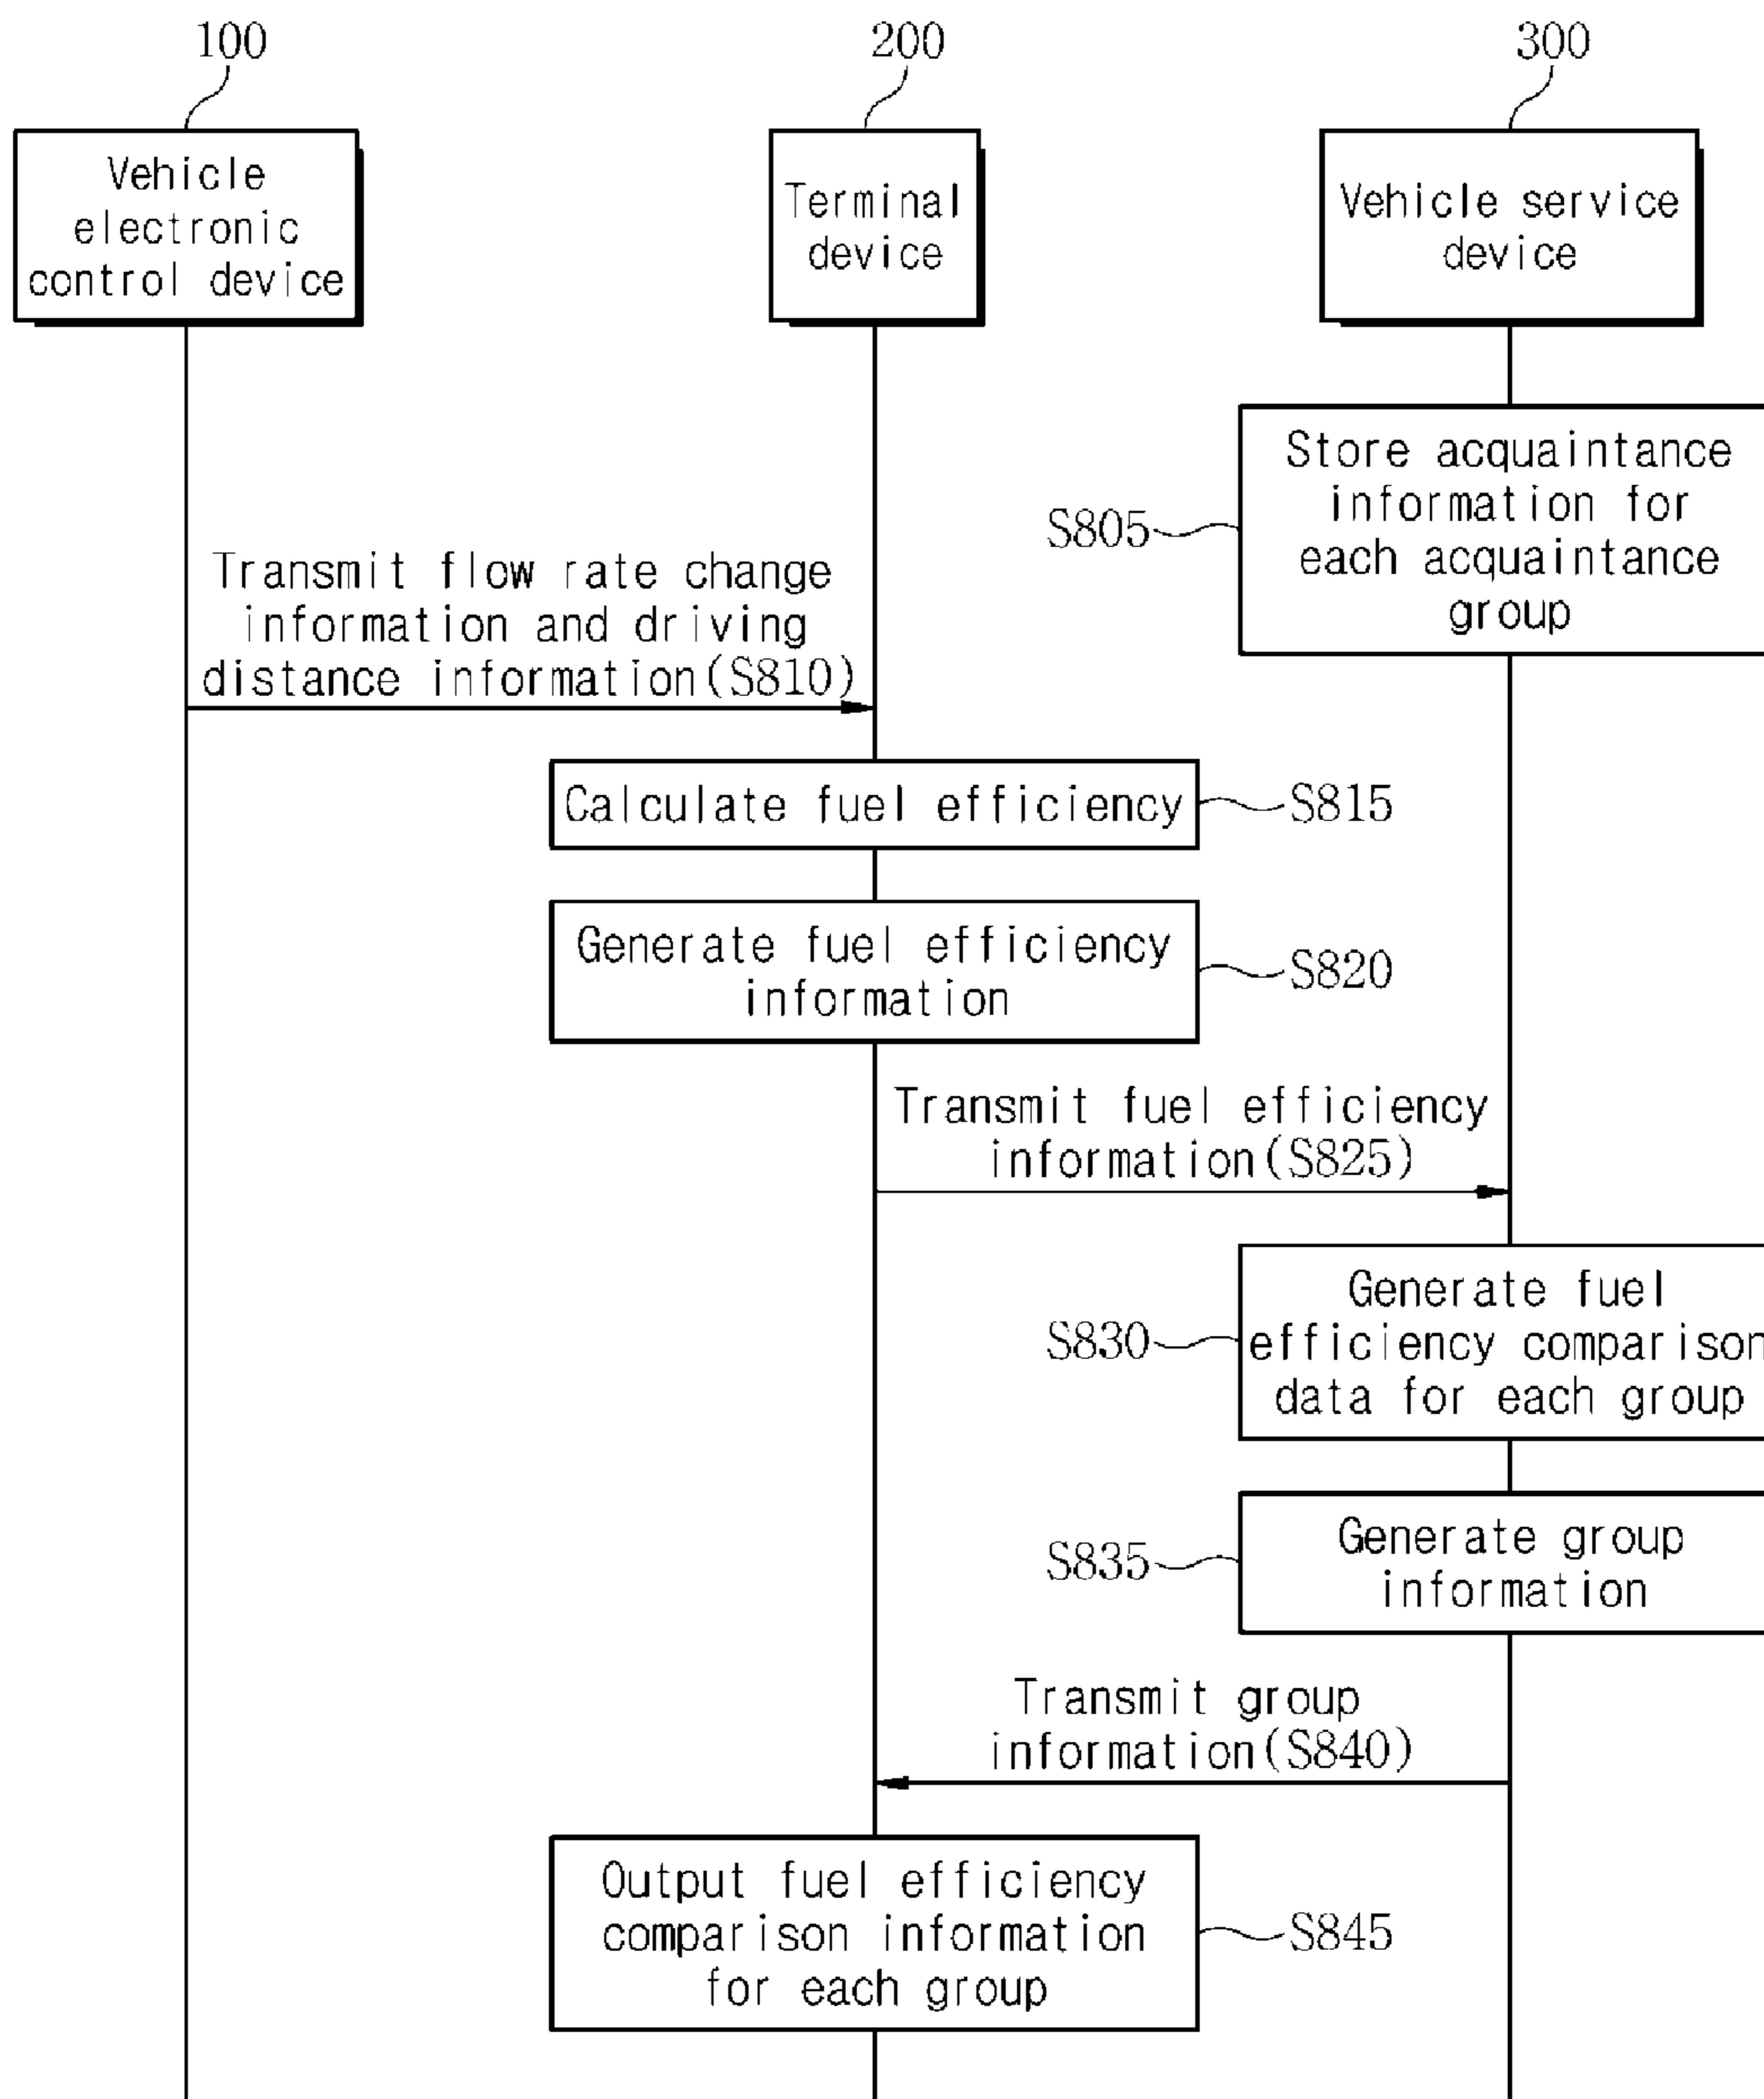 100
200
300
Vehicle
electronic
control device
Terminal
device
Vehicle service
device
Store acquaintance
information for
each acquaintance
group
S805
Transmit flow rate change
information and driving
distance information(S810)
Calculate fuel efficiency
S815
Generate fuel efficiency
information
S820
Transmit fuel efficiency
information(S825)
Generate fuel
efficiency comparison
data for each group
S830
Generate group
information
S835
Transmit group
information(S840)
Output fuel efficiency
comparison information
for each group
S845